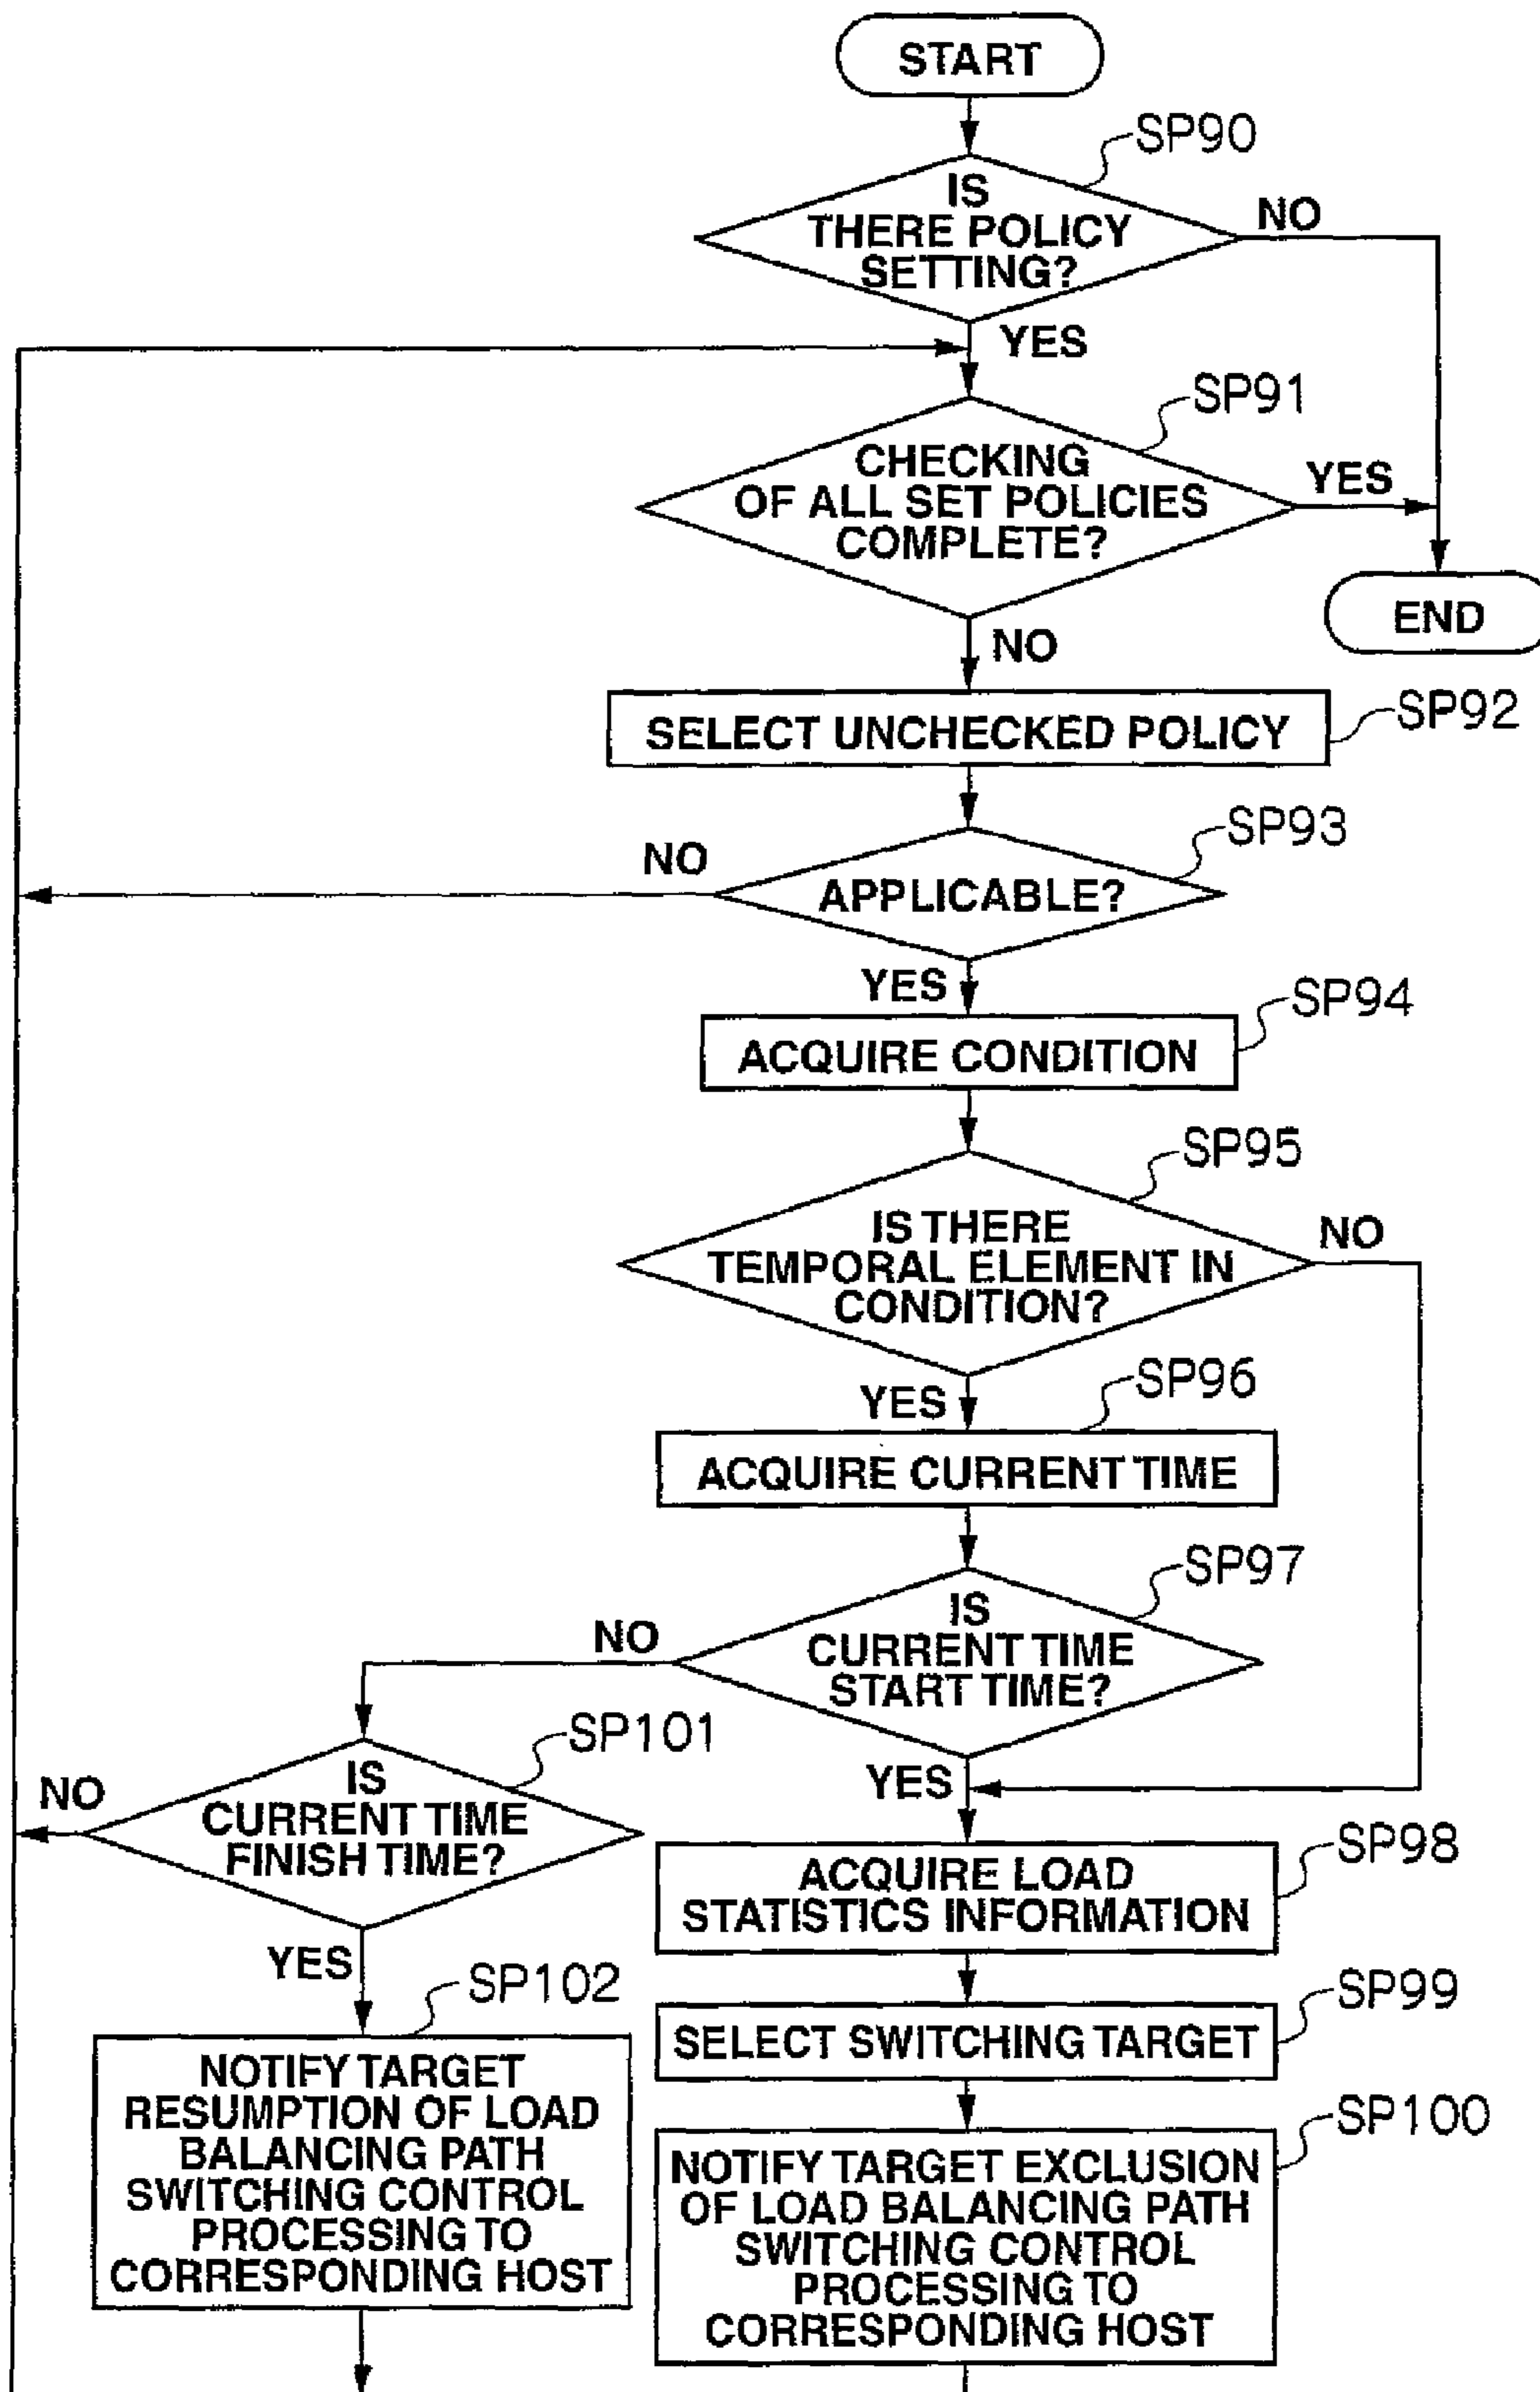 START
SP90
IS
THERE POLICY
SETTING?
NO
YES
SP91
CHECKING
OF ALL SET POLICIES
COMPLETE?
YES
END
NO
SP92
SELECT UNCHECKED POLICY
SP93
NO
APPLICABLE?
YES
SP94
ACQUIRE CONDITION
SP95
IS THERE
TEMPORAL ELEMENT IN
CONDITION?
NO
YES
SP96
ACQUIRE CURRENT TIME
SP97
IS
CURRENT TIME
START TIME?
NO
YES
SP101
IS
CURRENT TIME
FINISH TIME?
NO
YES
SP98
ACQUIRE LOAD
STATISTICS INFORMATION
SP99
SELECT SWITCHING TARGET
SP102
NOTIFY TARGET
RESUMPTION OF LOAD
BALANCING PATH
SWITCHING CONTROL
PROCESSING TO
CORRESPONDING HOST
SP100
NOTIFY TARGET EXCLUSION
OF LOAD BALANCING PATH
SWITCHING CONTROL
PROCESSING TO
CORRESPONDING HOST